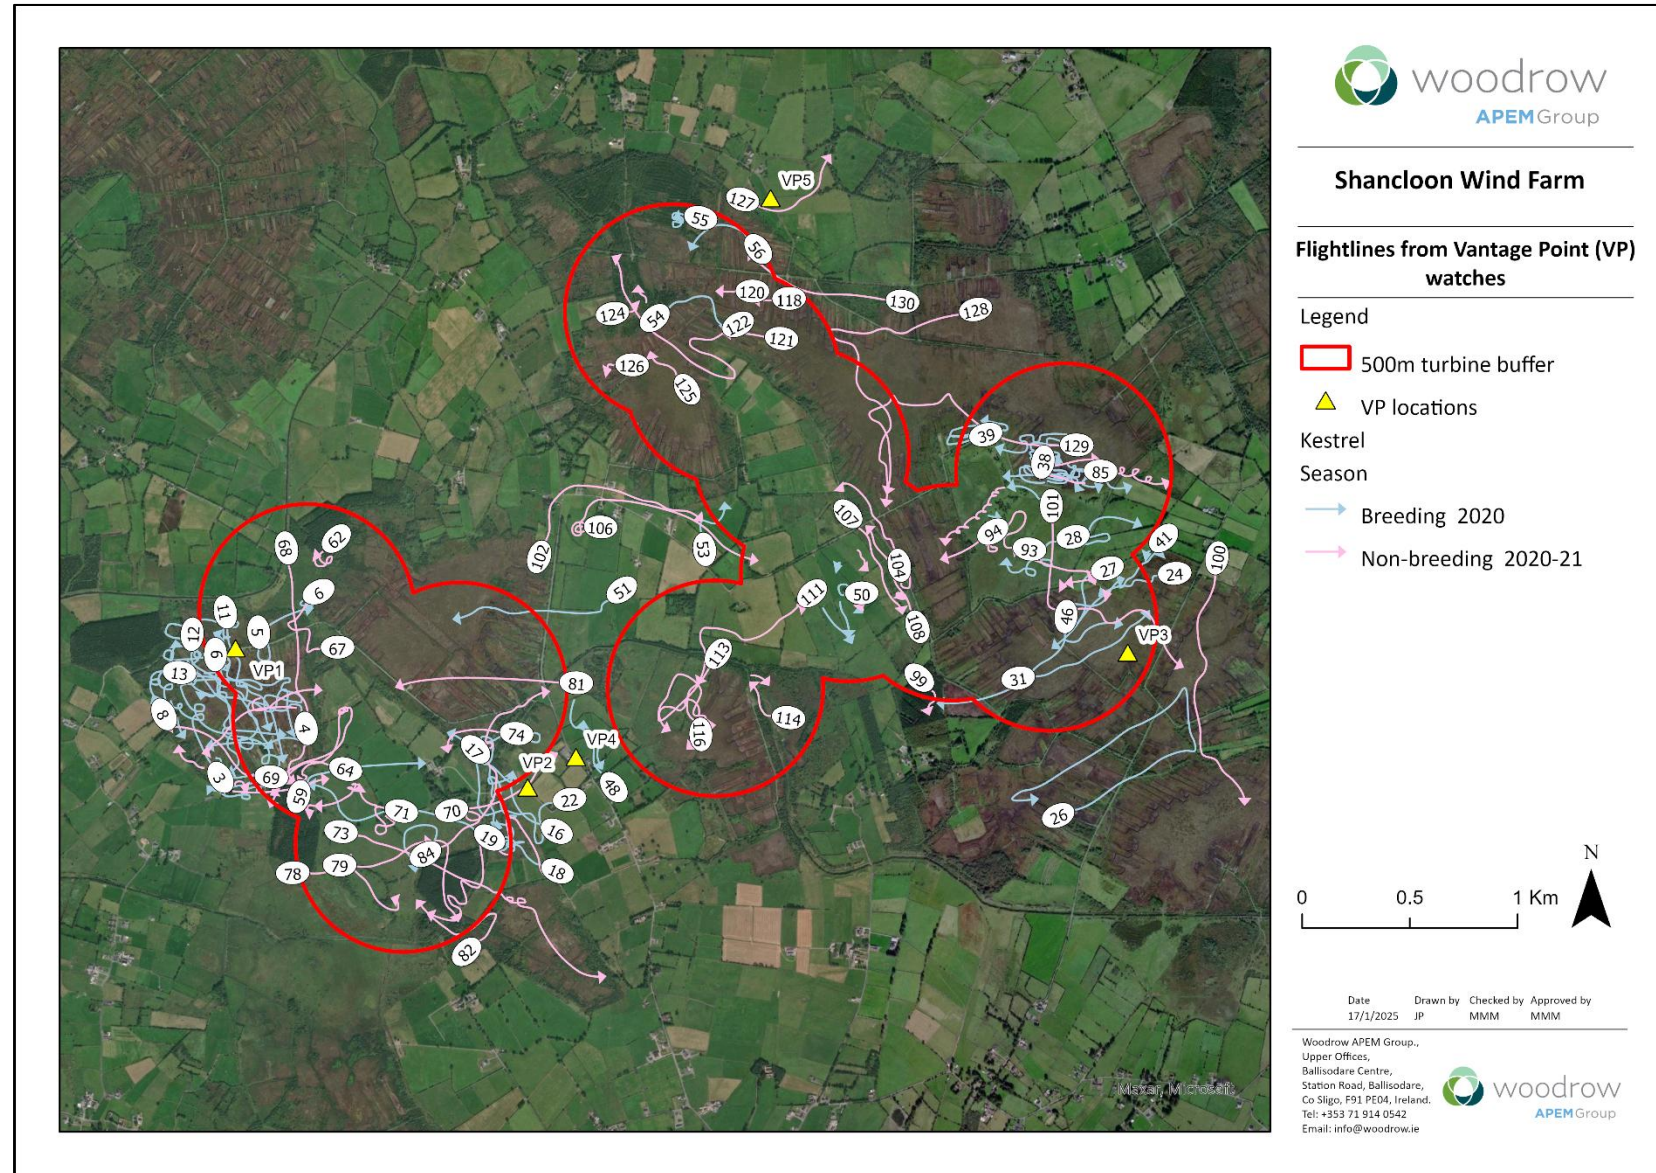 woodrow
APEMGroup
Shancloon Wind Farm
Flightlines from Vantage Point (VP)
watches
Legend
500m turbine buffer
VP locations
Kestrel
Season
Breeding 2020
Non-breeding 2020-21
N
0 0.5 1 Km
Date Drawn by Checked by Approved by
17/1/2025 JP MMM MMM
Woodrow APEM Group.,
Upper Offices,
Ballisodare Centre,
Station Road, Ballisodare,
Co Sligo, F91 PE04, Ireland.
Tel: +353 71 914 0542
Email: info@woodrow.ie
woodrow
APEMGroup
VP5
127
55
56
120
118
130
128
124
54
122
121
126
125
39
129
38
85
101
107
94
28
41
93
100
106
53
102
68
62
27
24
104
51
111
50
6
11
46
108
12
5
VP3
67
9
113
VP1
13
99
31
81
8
114
4
116
74
17
VP4
VP2
64
3
69
48
59
22
71
70
26
73
16
19
84
79
78
18
82
Maxar, Microsoft